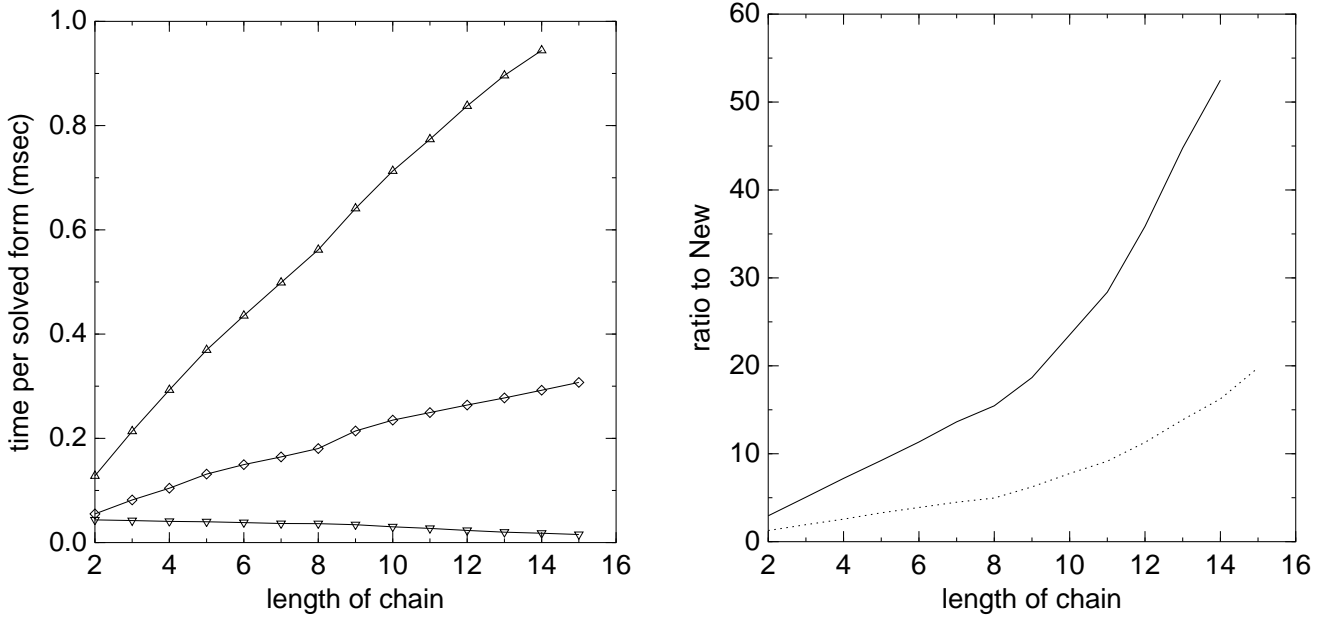 1.0
0.8
0.6
0.4
0.2
0.0
time per solved form (msec)
2 4 6 8 10 12 14 16
length of chain
60
50
40
30
20
10
0
ratio to New
2 4 6 8 10 12 14 16
length of chain